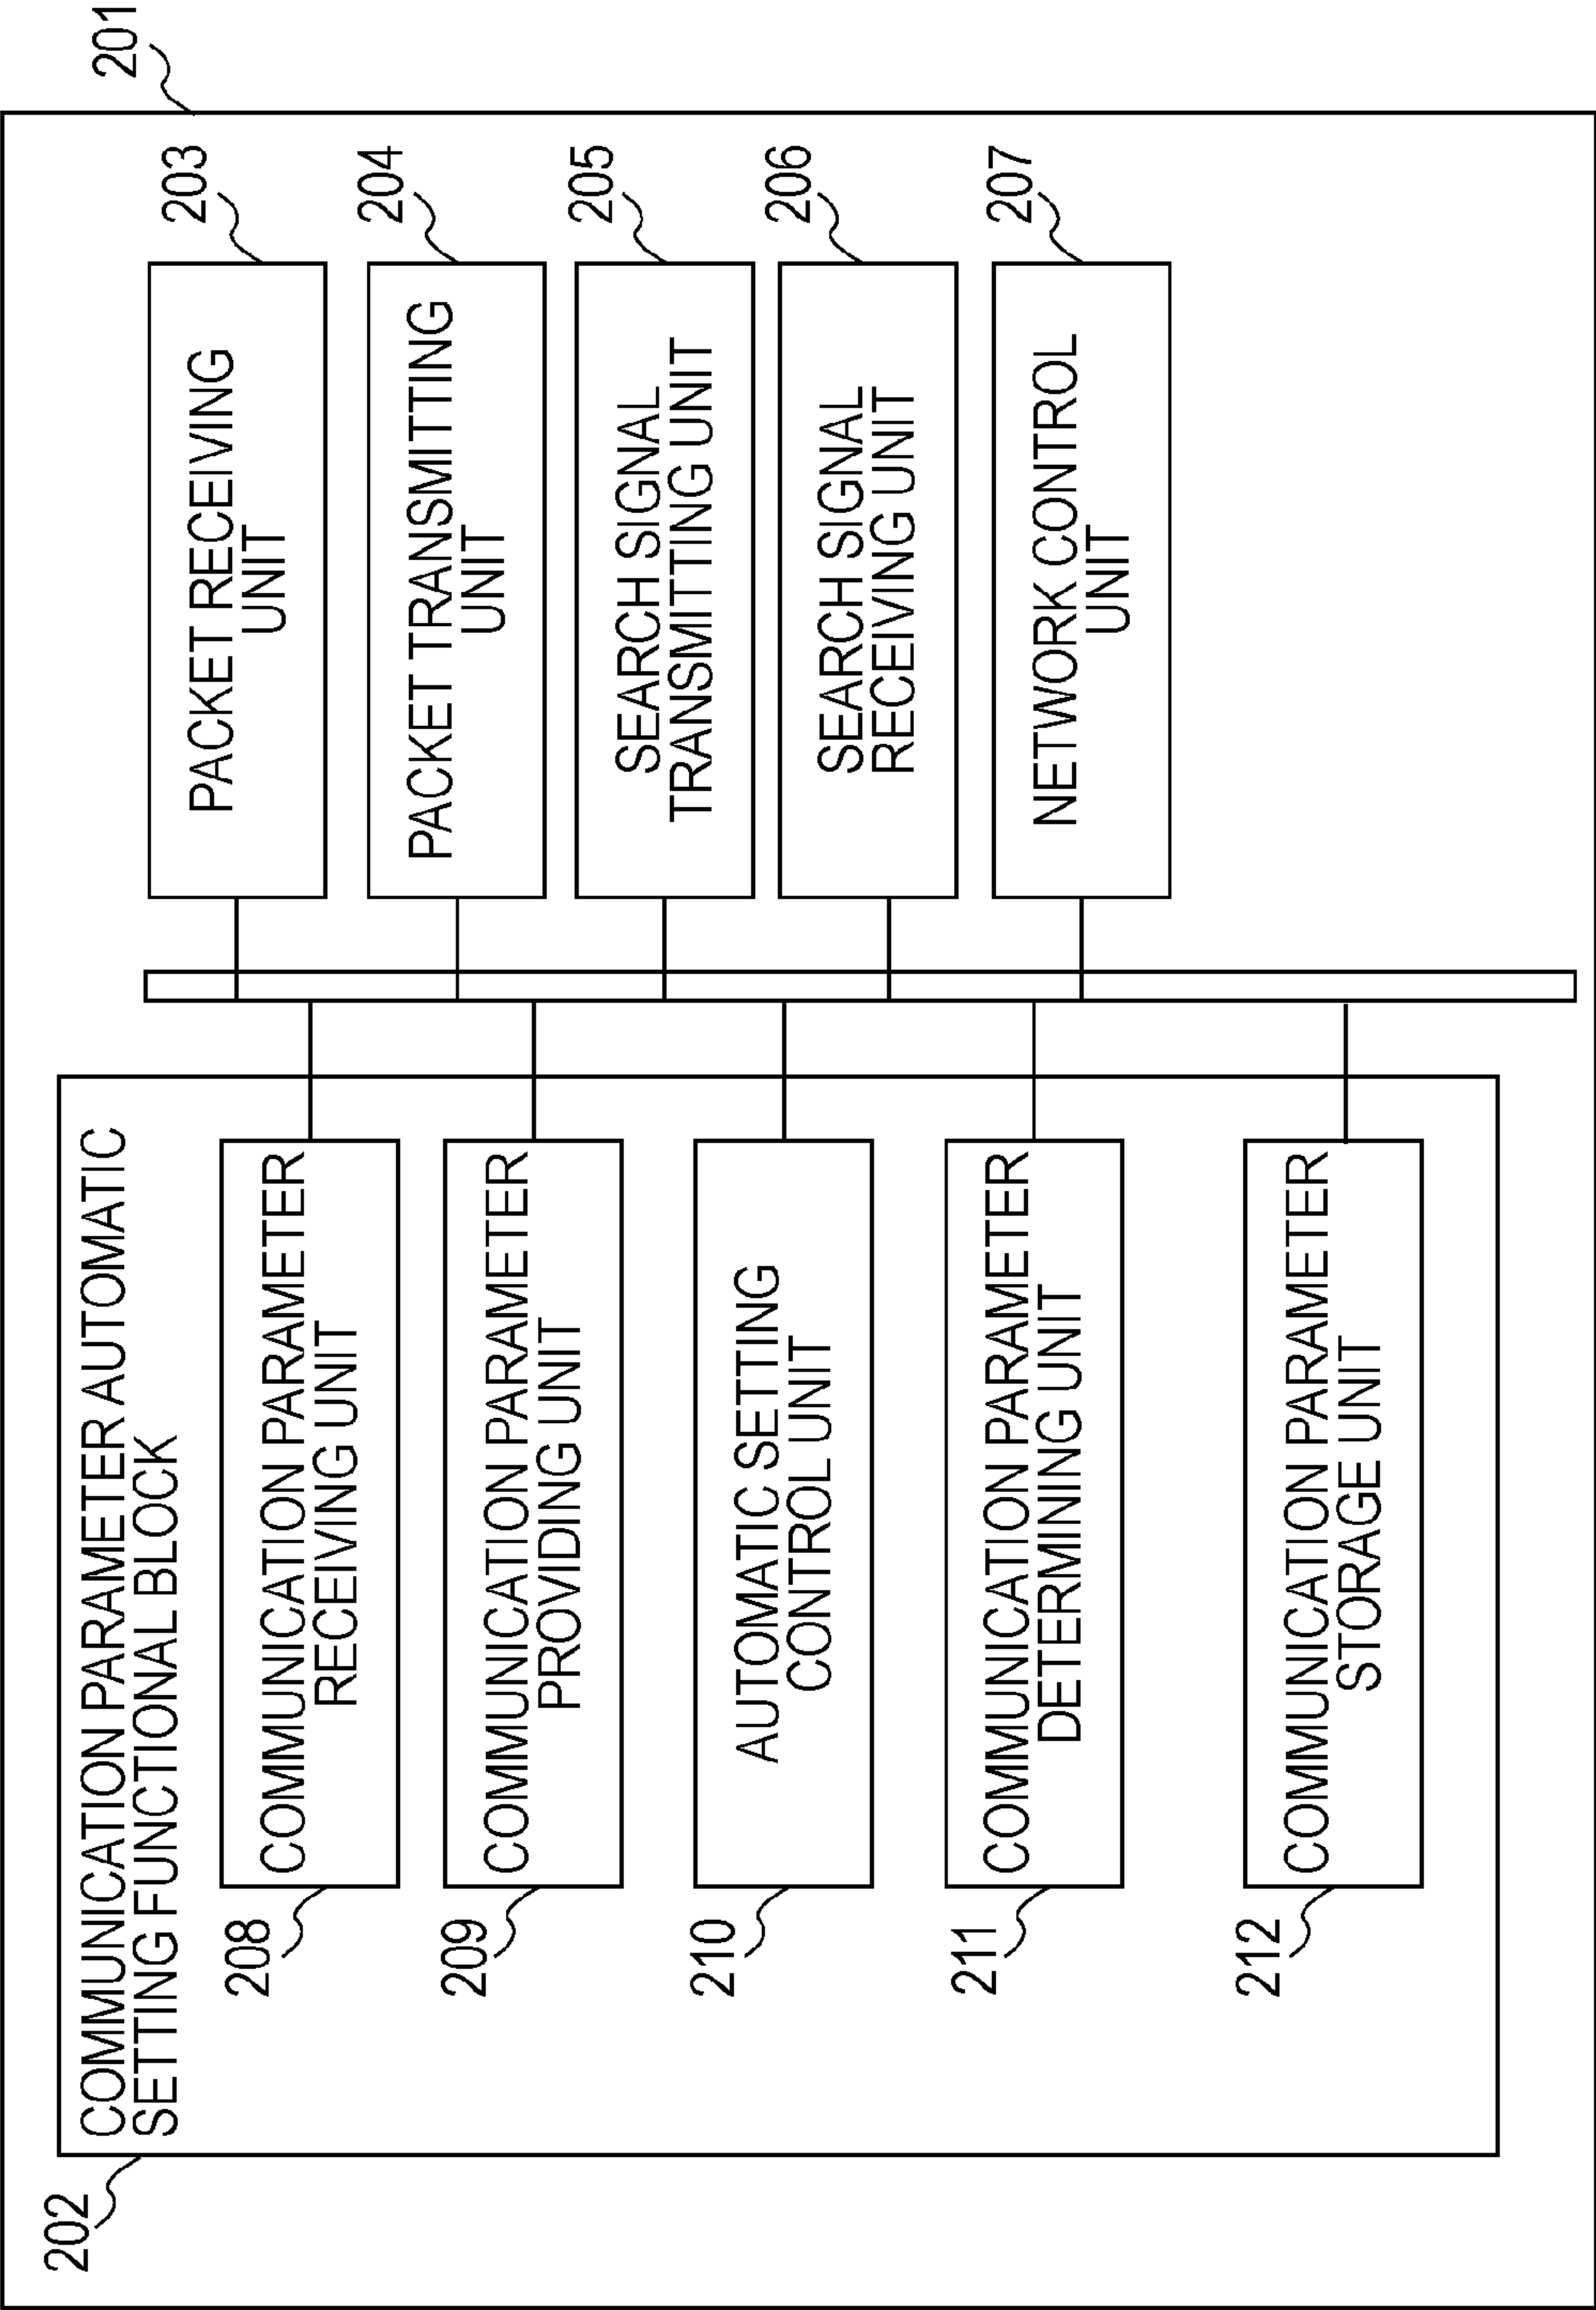 201
202
COMMUNICATION PARAMETER AUTOMATIC
SETTING FUNCTIONAL BLOCK
208
COMMUNICATION PARAMETER
RECEIVING UNIT
209
COMMUNICATION PARAMETER
PROVIDING UNIT
210
AUTOMATIC SETTING
CONTROL UNIT
211
COMMUNICATION PARAMETER
DETERMINING UNIT
212
COMMUNICATION PARAMETER
STORAGE UNIT
203
PACKET RECEIVING
UNIT
204
PACKET TRANSMITTING
UNIT
205
SEARCH SIGNAL
TRANSMITTING UNIT
206
SEARCH SIGNAL
RECEIVING UNIT
207
NETWORK CONTROL
UNIT